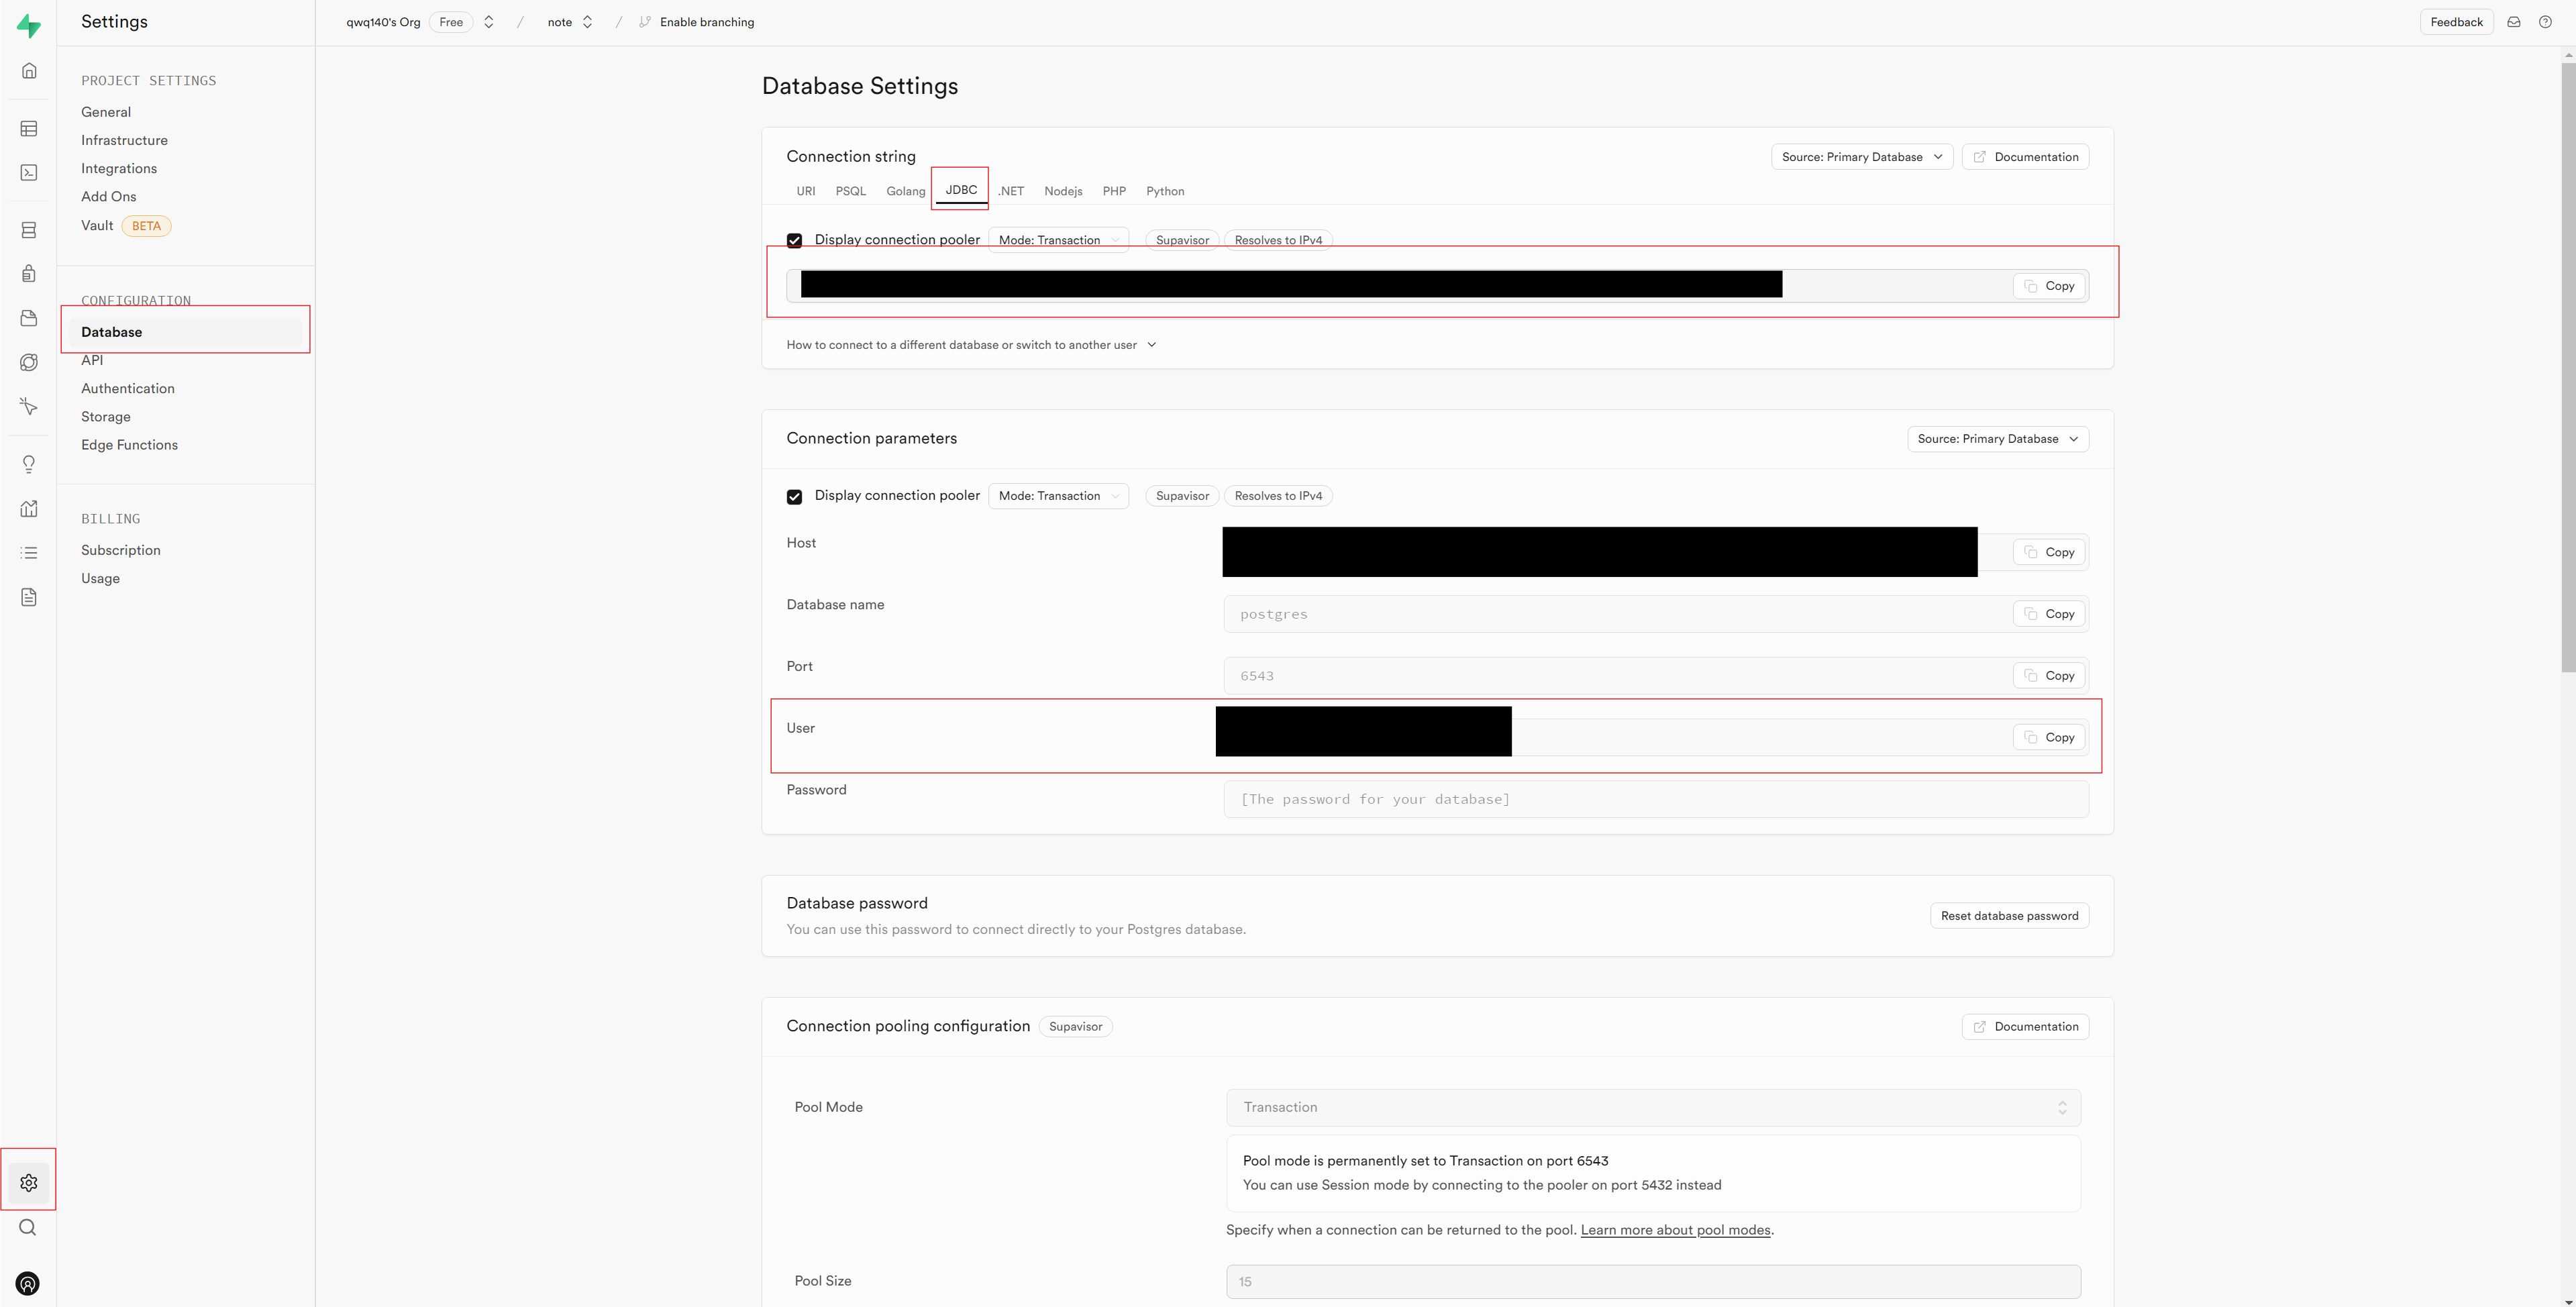 Settings
qwq140's Org Free / note / Enable branching
Feedback
PROJECT SETTINGS
General
Infrastructure
Integrations
Add Ons
Vault BETA
CONFIGURATION
Database
API
Authentication
Storage
Edge Functions
BILLING
Subscription
Usage
Database Settings
Connection string
Source: Primary Database
Documentation
URI PSQL Golang JDBC .NET Nodejs PHP Python
Display connection pooler Mode: Transaction Supavisor Resolves to IPv4
Copy
How to connect to a different database or switch to another user
Connection parameters
Source: Primary Database
Display connection pooler Mode: Transaction Supavisor Resolves to IPv4
Host
Copy
Database name
postgres
Copy
Port
6543
Copy
User
Copy
Password
[The password for your database]
Database password
You can use this password to connect directly to your Postgres database.
Reset database password
Connection pooling configuration Supavisor
Documentation
Pool Mode
Transaction
Pool mode is permanently set to Transaction on port 6543
You can use Session mode by connecting to the pooler on port 5432 instead
Specify when a connection can be returned to the pool. Learn more about pool modes.
Pool Size
15